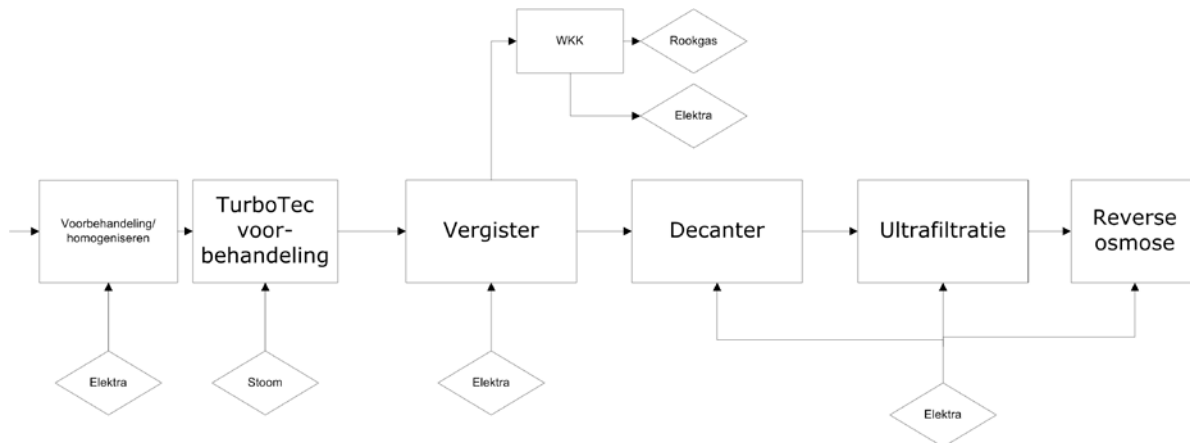 WKK
Rookgas
Elektra
Voorbehandeling/
homogeniseren
TurboTec
voor-
behandeling
Vergister
Decanter
Ultrafiltratie
Reverse
osmose
Elektra
Stoom
Elektra
Elektra